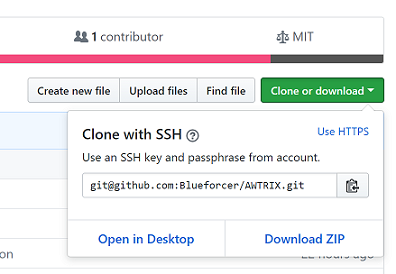 1 contributor MIT
Create new file Upload files Find file Clone or download
Clone with SSH Use HTTPS
Use an SSH key and passphrase from account.
git@github.com:Blueforcer/AWTRIX.git
Open in Desktop Download ZIP
on 22 hours ago